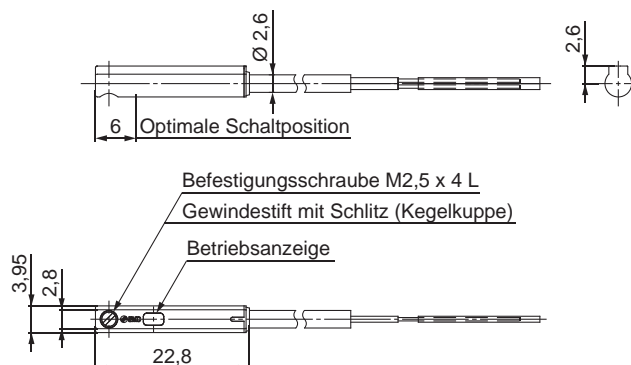 Ø 2,6
2,6
6
Optimale Schaltposition
Befestigungsschraube M2,5 x 4 L
Gewindestift mit Schlitz (Kegelkuppe)
Betriebsanzeige
3,95
2,8
22,8